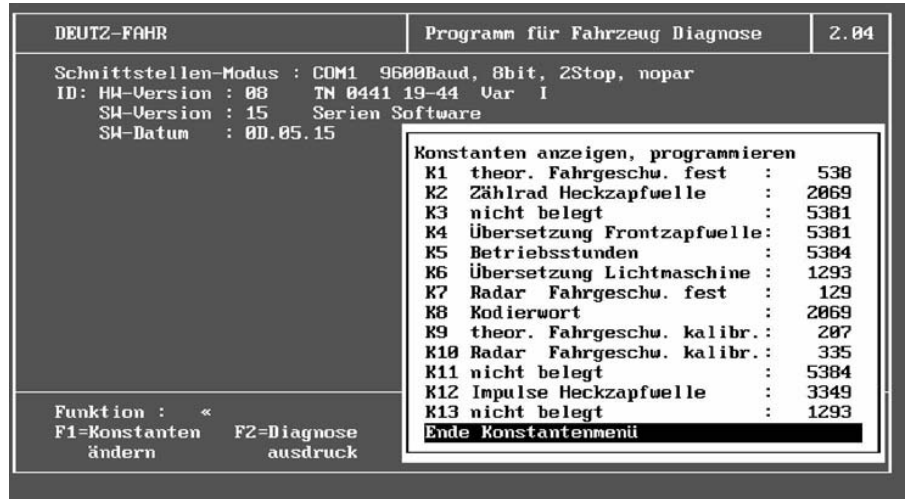 DEUTZ-FAHR Programm für Fahrzeug Diagnose 2.04
Schnittstellen-Modus : COM1 9600Baud, 8bit, 2Stop, nopar
ID: HW-Version : 08 TN 0441 19-44 Var I
SW-Version : 15 Serien Software
SW-Datum : 0D.05.15
Konstanten anzeigen, programmieren
K1 theor. Fahrgeschw. fest : 538
K2 Zählrad Heckzapfwelle : 2069
K3 nicht belegt : 5381
K4 Übersetzung Frontzapfwelle: 5381
K5 Betriebsstunden : 5384
K6 Übersetzung Lichtmaschine : 1293
K7 Radar Fahrgeschw. fest : 129
K8 Kodierwort : 2069
K9 theor. Fahrgeschw. kalibr.: 207
K10 Radar Fahrgeschw. kalibr.: 335
K11 nicht belegt : 5384
K12 Impulse Heckzapfwelle : 3349
K13 nicht belegt : 1293
Ende Konstantenmenü
Funktion : «
F1=Konstanten F2=Diagnose
ändern ausdruck